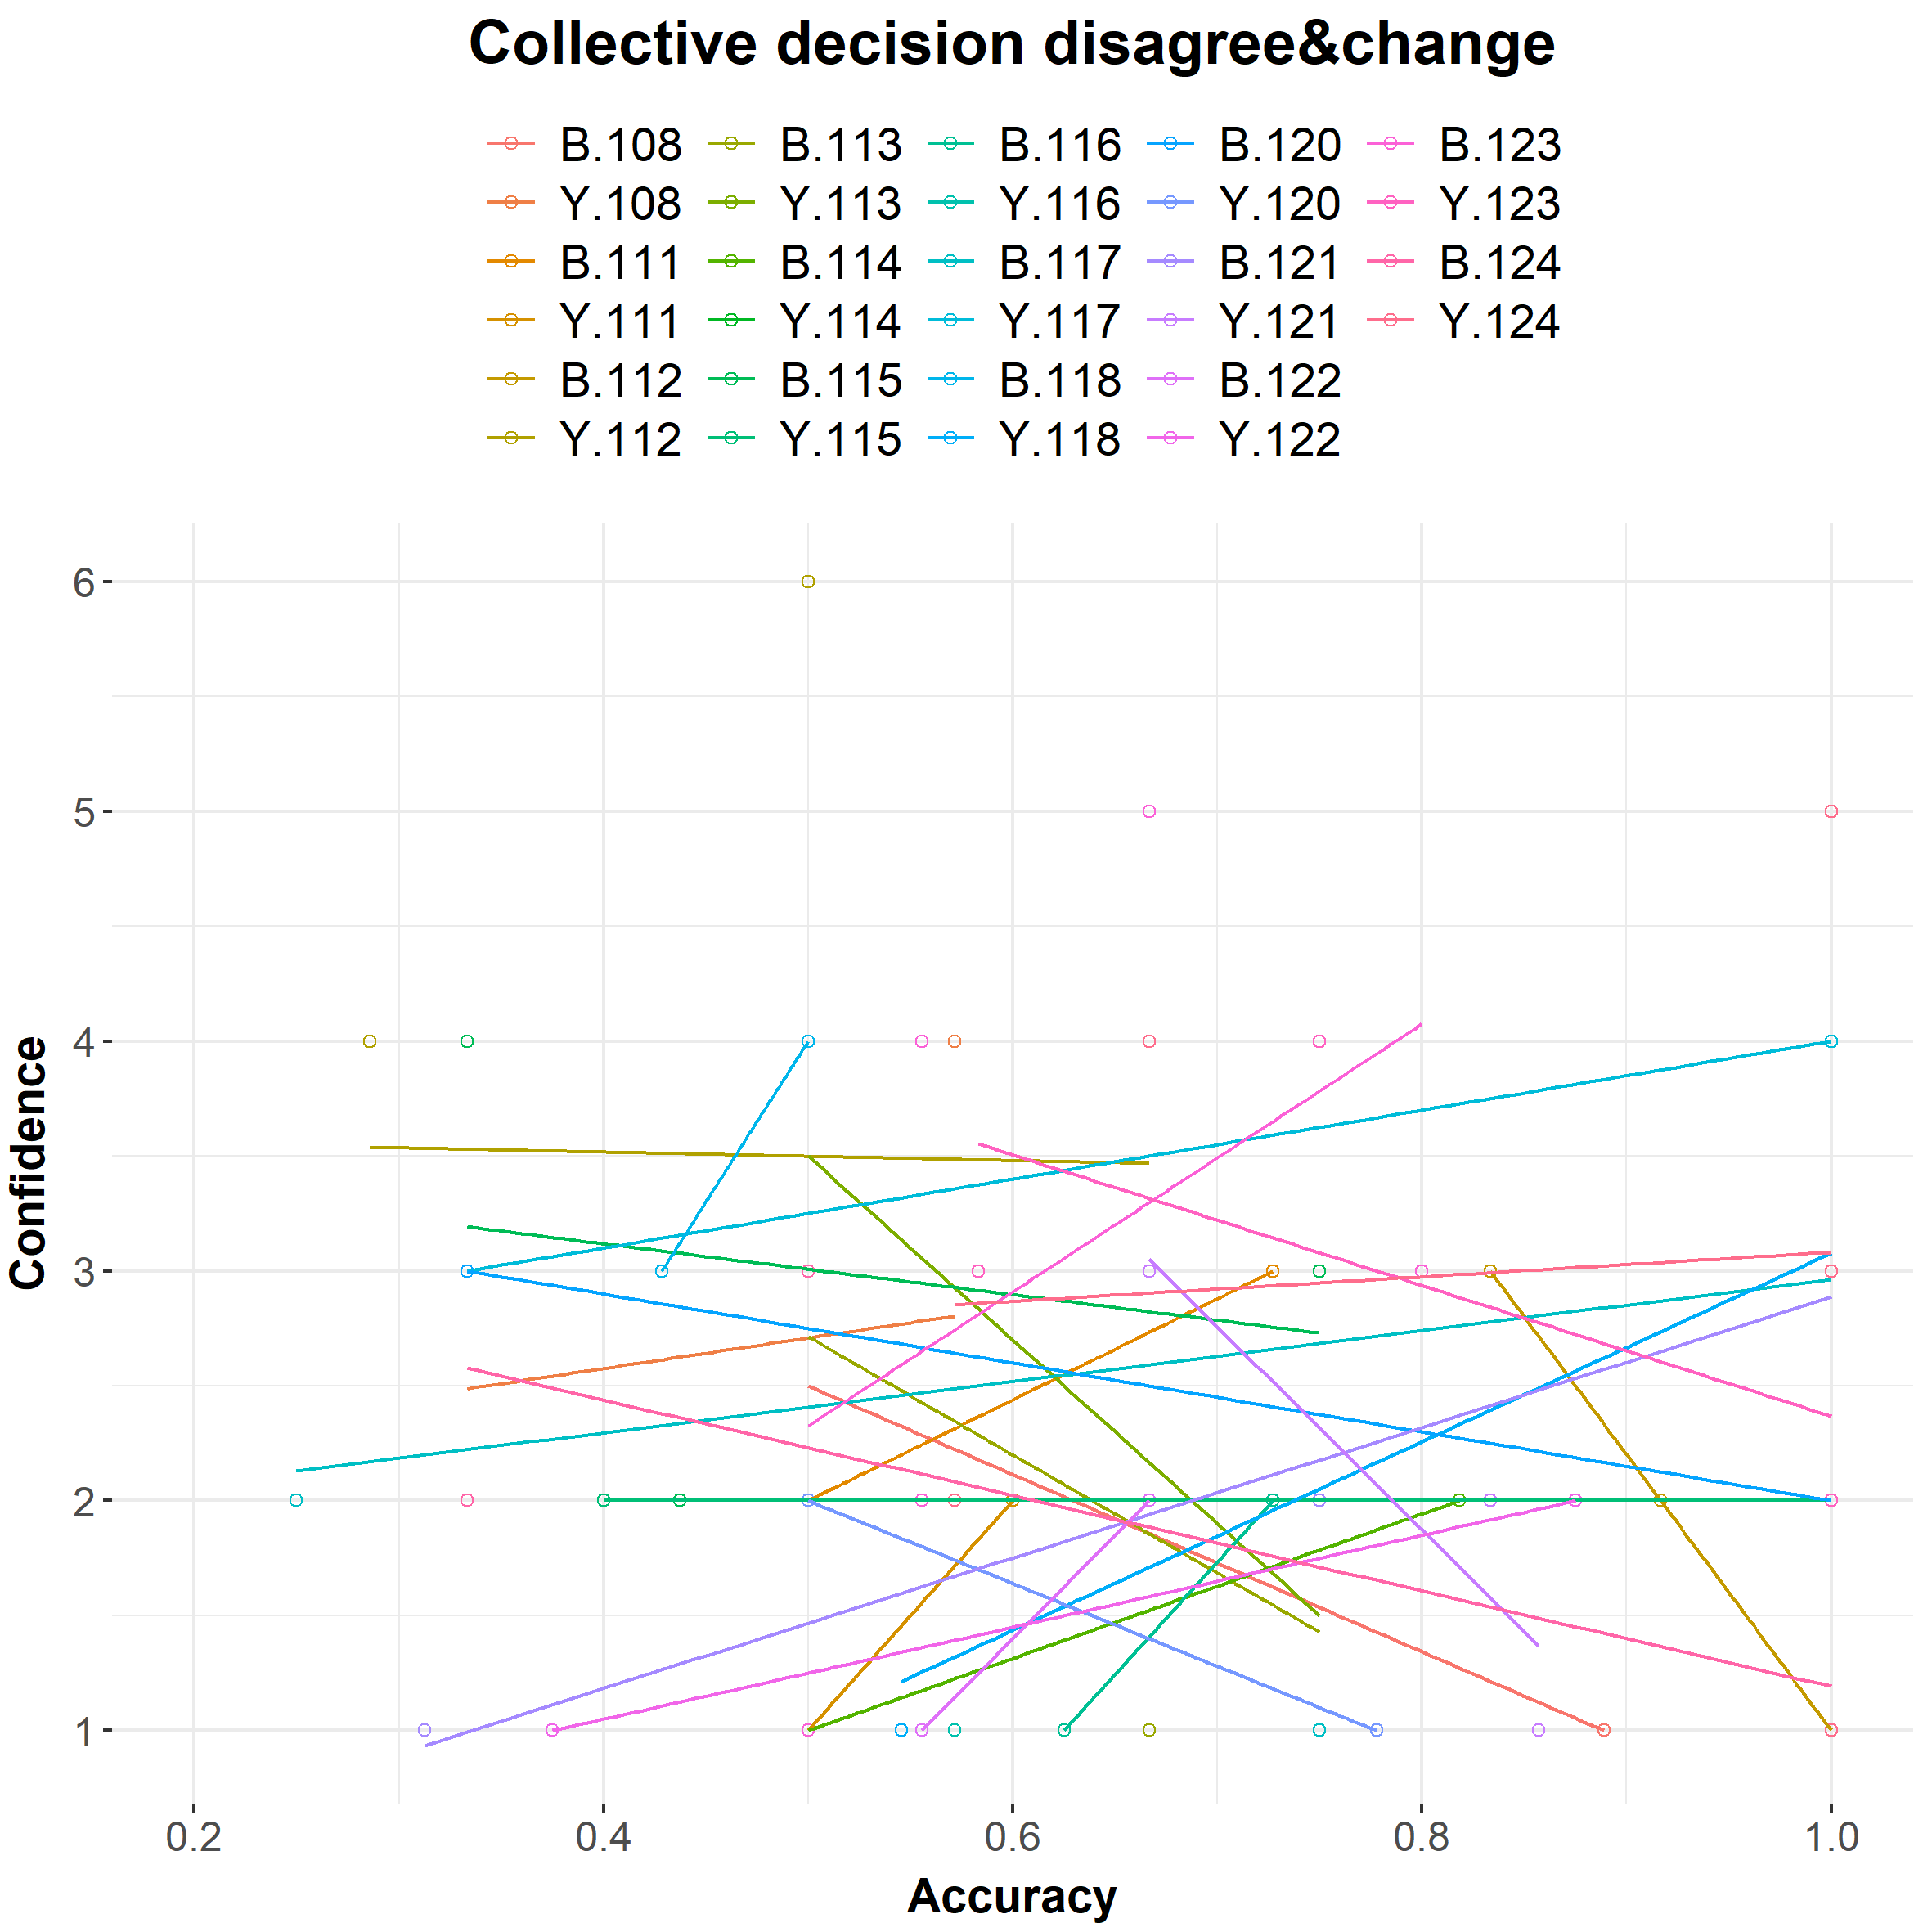 Collective decision disagree&change
B.108 B.113 B.116 B.120 B.123
Y.108 Y.113 Y.116 Y.120 Y.123
B.111 B.114 B.117 B.121 B.124
Y.111 Y.114 Y.117 Y.121 Y.124
B.112 B.115 B.118 B.122
Y.112 Y.115 Y.118 Y.122
6
5
4
3
2
1
Confidence
0.2 0.4 0.6 0.8 1.0
Accuracy